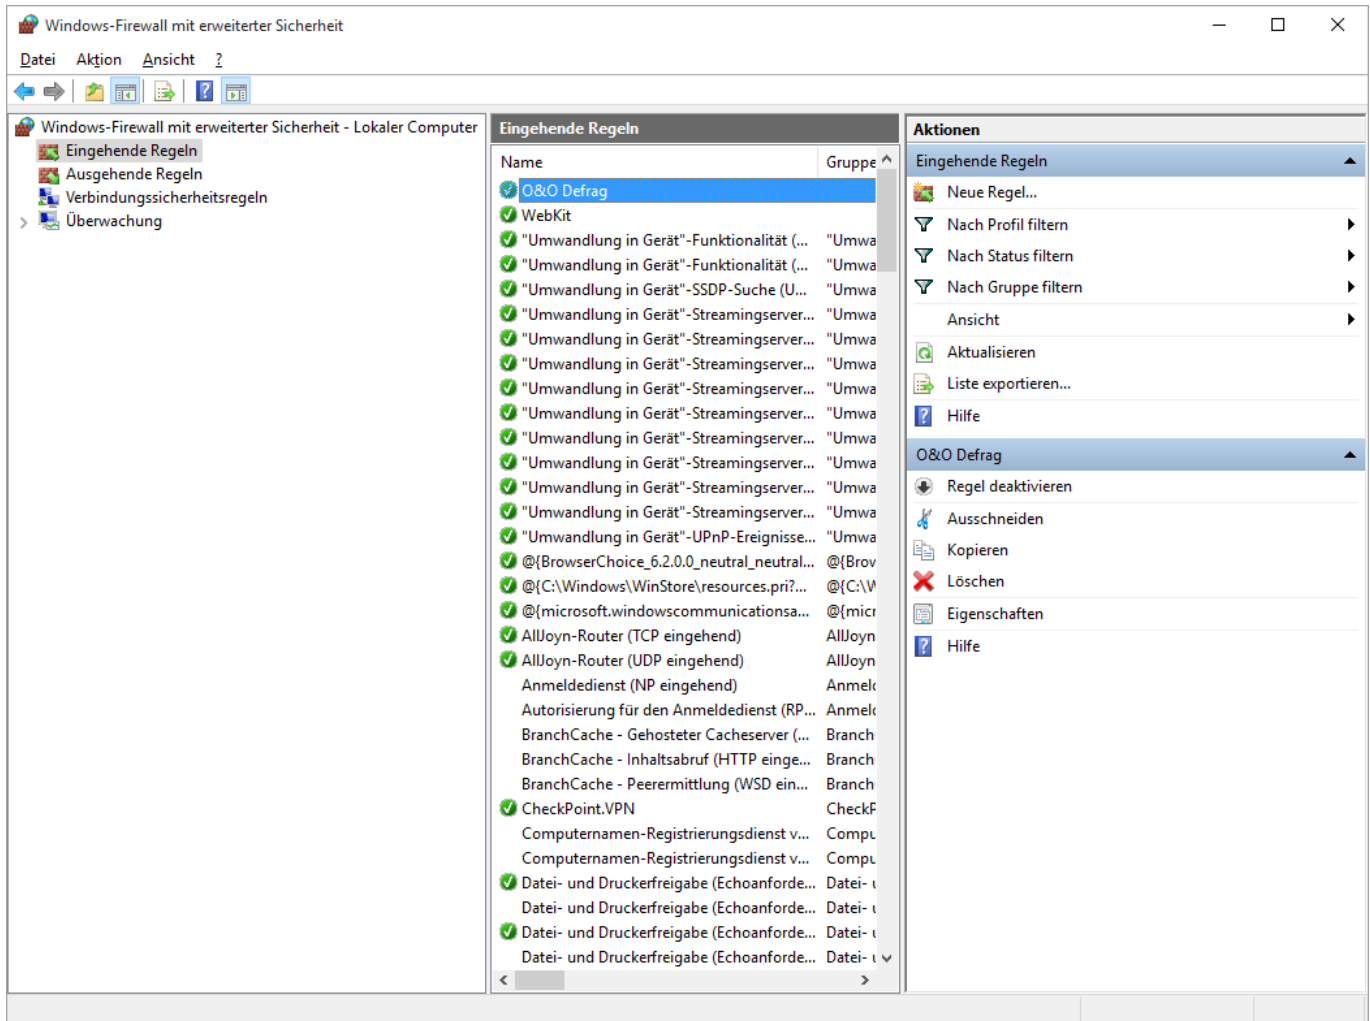 Windows-Firewall mit erweiterter Sicherheit
Datei Aktion Ansicht ?
Windows-Firewall mit erweiterter Sicherheit - Lokaler Computer
Eingehende Regeln
Ausgehende Regeln
Verbindungssicherheitsregeln
Überwachung
Eingehende Regeln
Name Gruppe
O&O Defrag
WebKit
"Umwandlung in Gerät"-Funktionalität (... "Umwa
"Umwandlung in Gerät"-Funktionalität (... "Umwa
"Umwandlung in Gerät"-SSDP-Suche (U... "Umwa
"Umwandlung in Gerät"-Streamingserver... "Umwa
"Umwandlung in Gerät"-Streamingserver... "Umwa
"Umwandlung in Gerät"-Streamingserver... "Umwa
"Umwandlung in Gerät"-Streamingserver... "Umwa
"Umwandlung in Gerät"-Streamingserver... "Umwa
"Umwandlung in Gerät"-Streamingserver... "Umwa
"Umwandlung in Gerät"-Streamingserver... "Umwa
"Umwandlung in Gerät"-Streamingserver... "Umwa
"Umwandlung in Gerät"-Streamingserver... "Umwa
"Umwandlung in Gerät"-UPnP-Ereignisse... "Umwa
@{BrowserChoice_6.2.0.0_neutral_neutral... @{Brov
@{C:\Windows\WinStore\resources.pri?... @{C:\W
@{microsoft.windowscommunicationsa... @{micr
AllJoyn-Router (TCP eingehend) AllJoyn
AllJoyn-Router (UDP eingehend) AllJoyn
Anmeldedienst (NP eingehend) Anmeld
Autorisierung für den Anmeldedienst (RP... Anmeld
BranchCache - Gehosteter Cacheserver (... Branch
BranchCache - Inhaltsabruf (HTTP einge... Branch
BranchCache - Peerermittlung (WSD ein... Branch
CheckPoint.VPN CheckP
Computernamen-Registrierungsdienst v... Compu
Computernamen-Registrierungsdienst v... Compu
Datei- und Druckerfreigabe (Echoanforde... Datei- u
Datei- und Druckerfreigabe (Echoanforde... Datei- u
Datei- und Druckerfreigabe (Echoanforde... Datei- u
Datei- und Druckerfreigabe (Echoanforde... Datei- u
Aktionen
Eingehende Regeln
Neue Regel...
Nach Profil filtern
Nach Status filtern
Nach Gruppe filtern
Ansicht
Aktualisieren
Liste exportieren...
Hilfe
O&O Defrag
Regel deaktivieren
Ausschneiden
Kopieren
Löschen
Eigenschaften
Hilfe